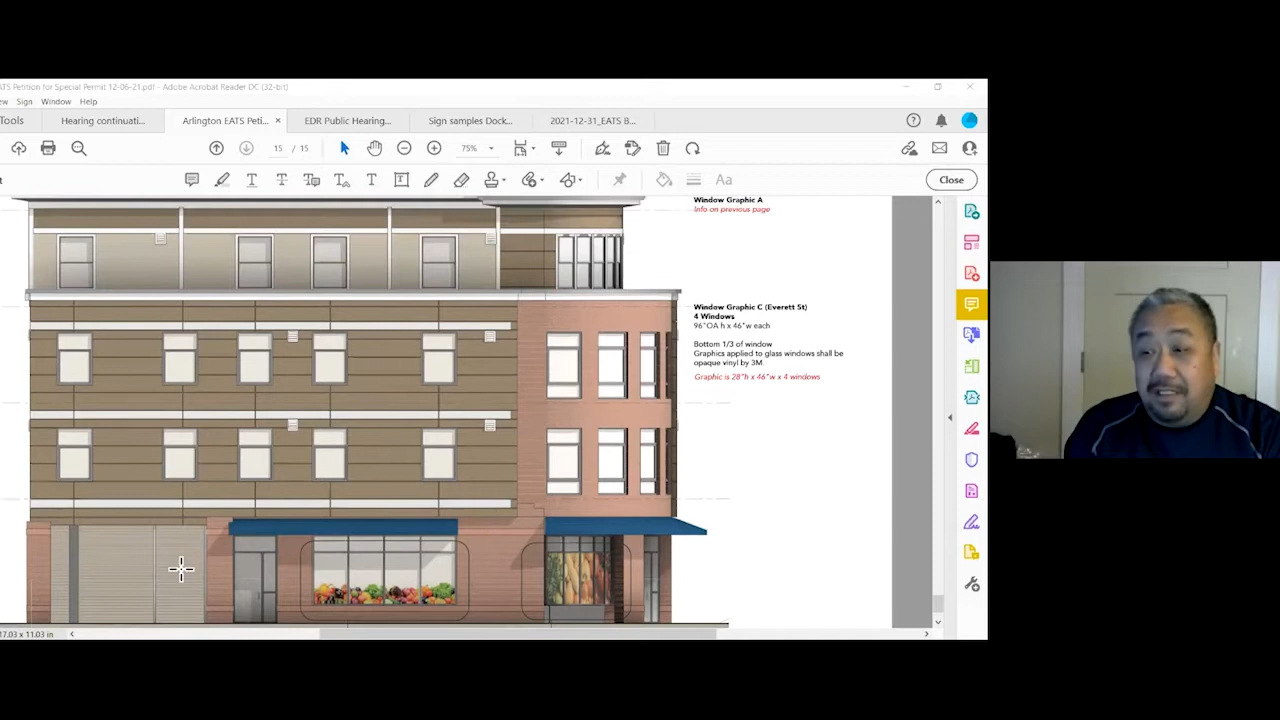 ATS Petition for Special Permit 12-06-21.pdf - Adobe Acrobat Reader DC (32-bit)
Sign Window Help
Tools Hearing continuati... Arlington EATS Peti... × EDR Public Hearing... Sign samples Dock... 2021-12-31_EATS B...
15 / 15 75%
Aa Close
Window Graphic A
Info on previous page
Window Graphic C (Everett St)
4 Windows
96"OA h x 46"w each
Bottom 1/3 of window
Graphics applied to glass windows shall be
opaque vinyl by 3M.
Graphic is 28"h x 46"w x 4 windows
17.03 x 11.03 in